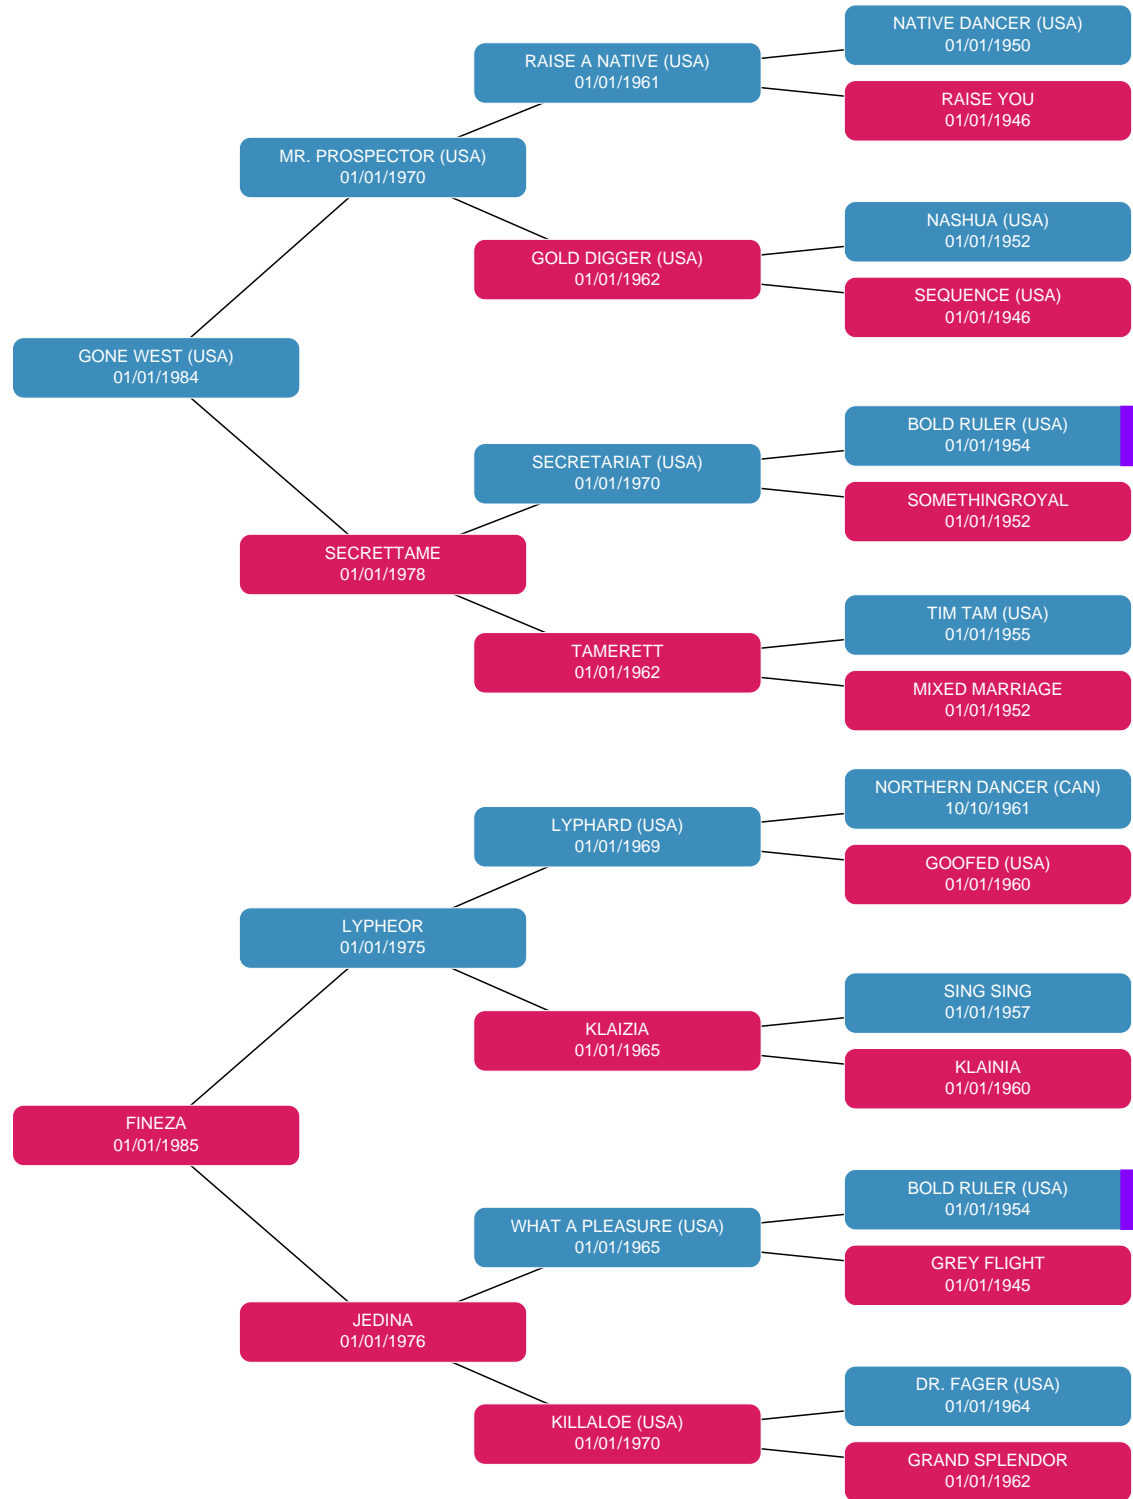 NATIVE DANCER (USA)
01/01/1950
RAISE A NATIVE (USA)
01/01/1961
RAISE YOU
01/01/1946
MR. PROSPECTOR (USA)
01/01/1970
NASHUA (USA)
01/01/1952
GOLD DIGGER (USA)
01/01/1962
SEQUENCE (USA)
01/01/1946
GONE WEST (USA)
01/01/1984
BOLD RULER (USA)
01/01/1954
SECRETARIAT (USA)
01/01/1970
SOMETHINGROYAL
01/01/1952
SECRETTAME
01/01/1978
TIM TAM (USA)
01/01/1955
TAMERETT
01/01/1962
MIXED MARRIAGE
01/01/1952
NORTHERN DANCER (CAN)
10/10/1961
LYPHARD (USA)
01/01/1969
GOOFED (USA)
01/01/1960
LYPHEOR
01/01/1975
SING SING
01/01/1957
KLAIZIA
01/01/1965
KLAINIA
01/01/1960
FINEZA
01/01/1985
BOLD RULER (USA)
01/01/1954
WHAT A PLEASURE (USA)
01/01/1965
GREY FLIGHT
01/01/1945
JEDINA
01/01/1976
DR. FAGER (USA)
01/01/1964
KILLALOE (USA)
01/01/1970
GRAND SPLENDOR
01/01/1962